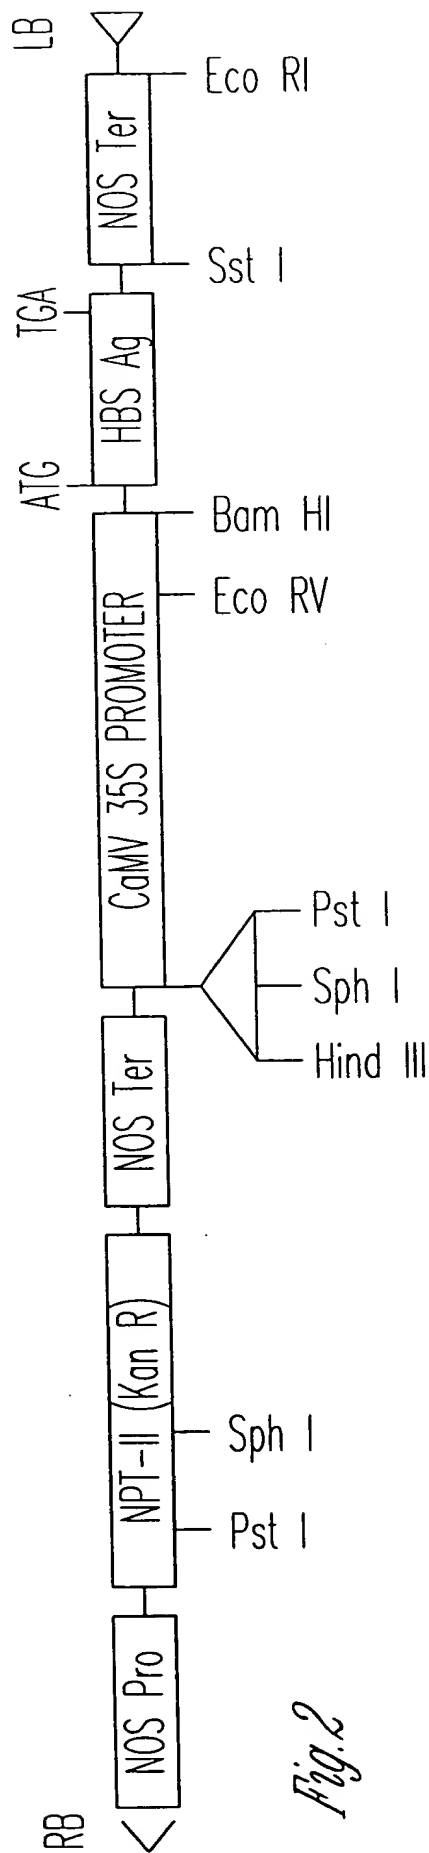 LB
Eco RI
NOS Ter
Sst I
TGA
HBS Ag
ATG
Bam HI
Eco RV
CaMV 35S PROMOTER
Pst I
Sph I
Hind III
NOS Ter
NPT-II (Kan R)
Sph I
Pst I
NOS Pro
RB
Fig.2